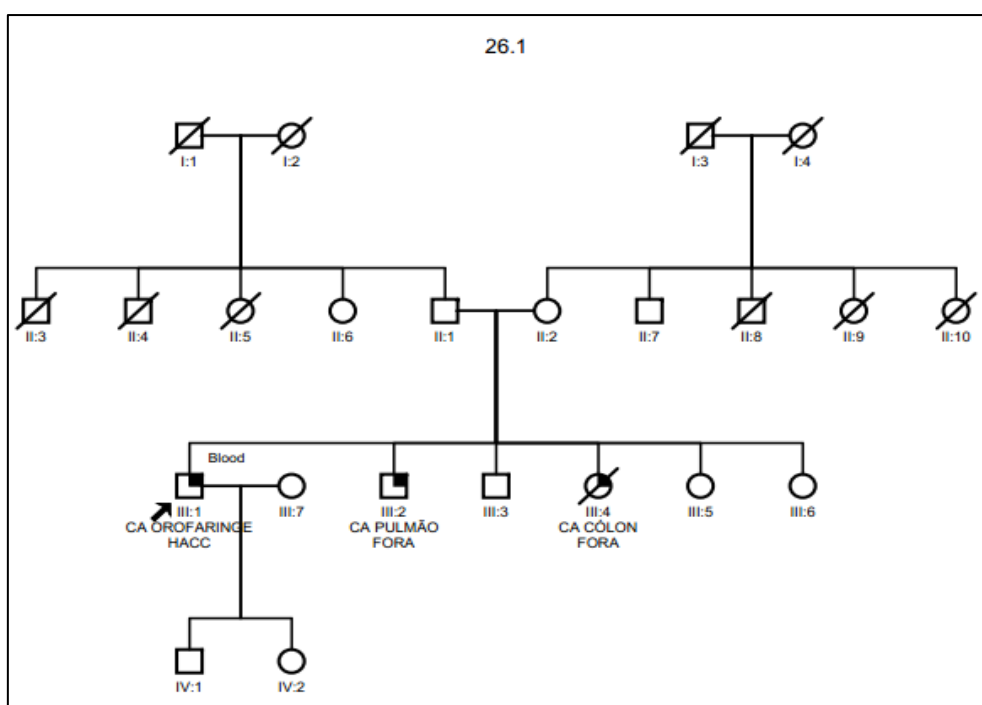 26.1
I:1 I:2 I:3 I:4
II:3 II:4 II:5 II:6 II:1 II:2 II:7 II:8 II:9 II:10
Blood
III:1 III:7 III:2 III:3 III:4 III:5 III:6
CA OROFARINGE CA PULMÃO CA CÓLON
HACC FORA FORA
IV:1 IV:2